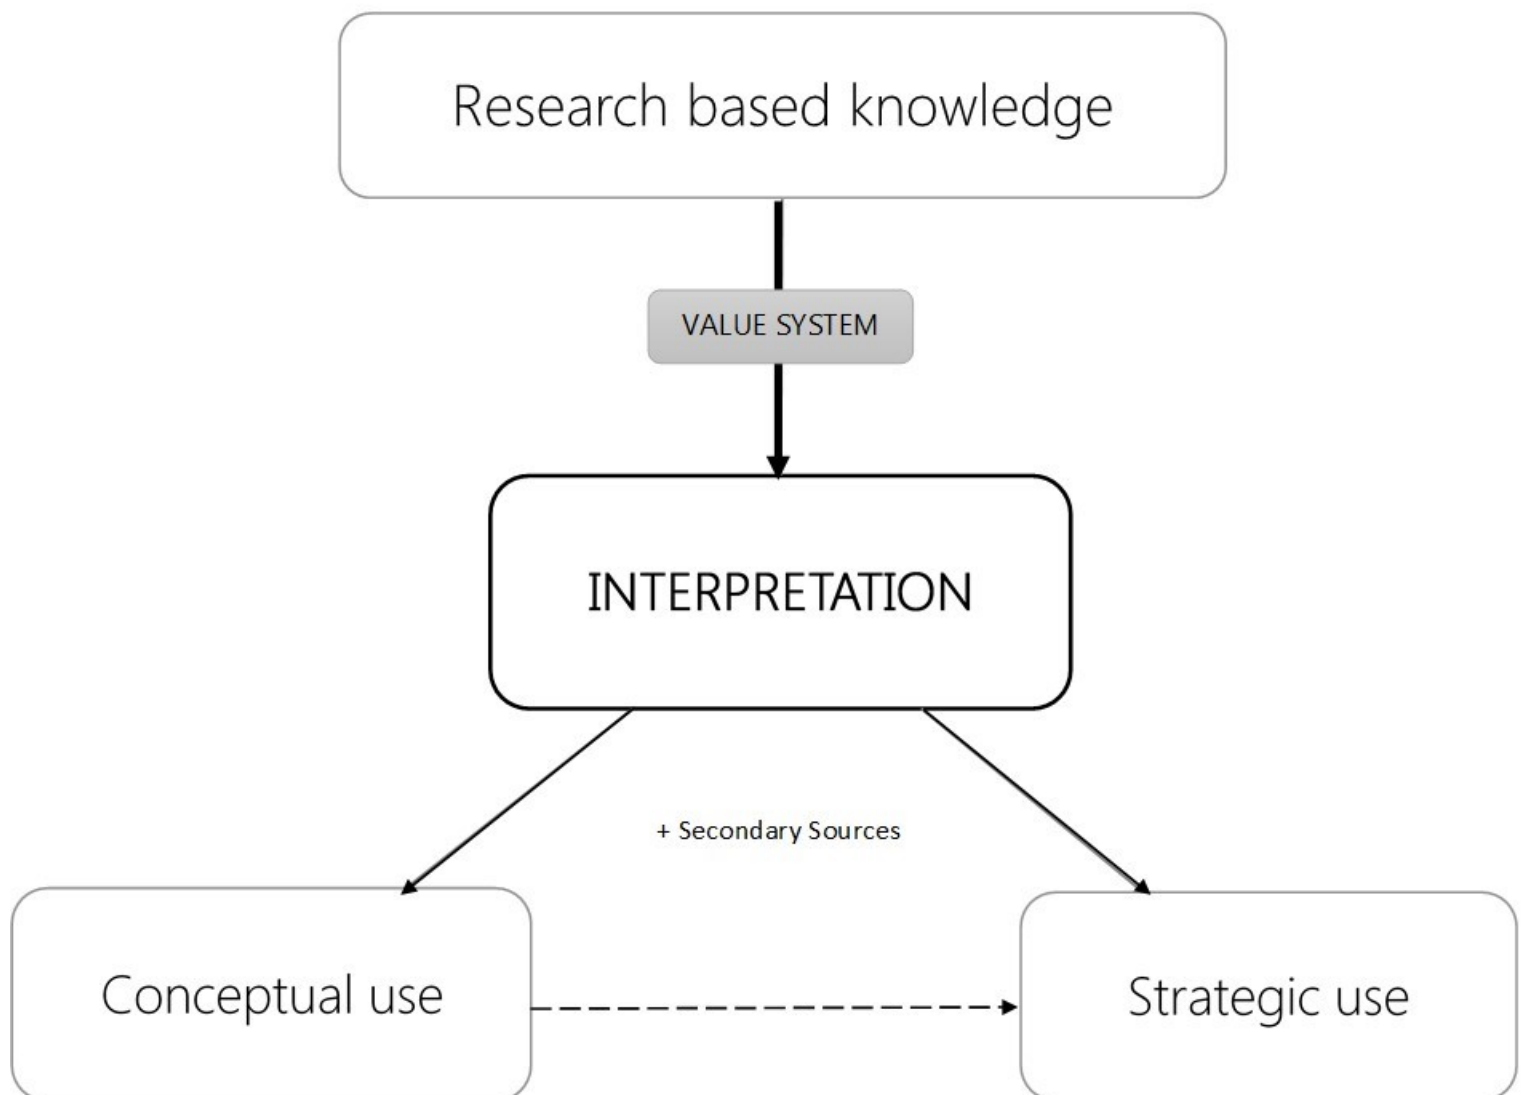 Research based knowledge
VALUE SYSTEM
INTERPRETATION
+ Secondary Sources
Conceptual use
Strategic use